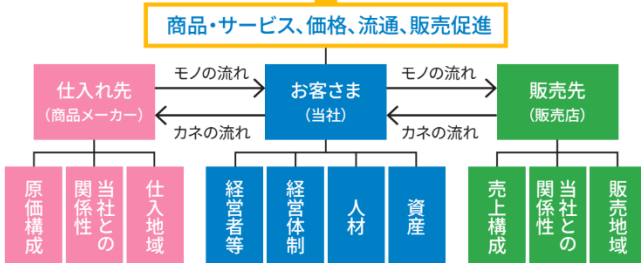 商品・サービス、価格、流通、販売促進
仕入れ先
(商品メーカー)
モノの流れ
カネの流れ
お客さま
(当社)
モノの流れ
カネの流れ
販売先
(販売店)
原価構成
当社との
関係性
仕入地域
経営者等
経営体制
人材
資産
売上構成
当社との
関係性
販売地域